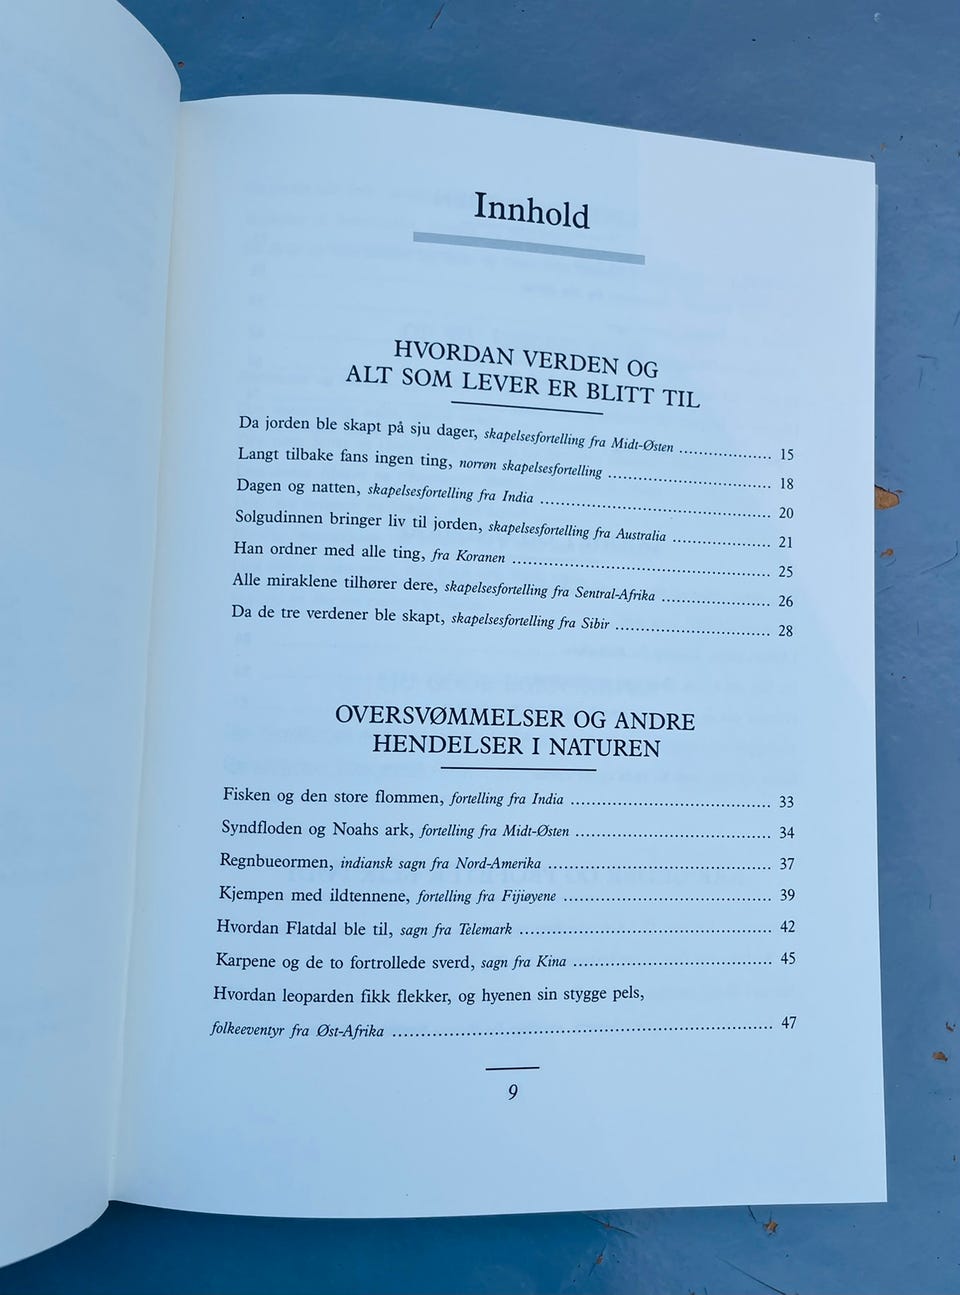 Innhold
HVORDAN VERDEN OG
ALT SOM LEVER ER BLITT TIL
Da jorden ble skapt på sju dager, skapelsesfortelling fra Midt-Østen .................. 15
Langt tilbake fans ingen ting, norrøn skapelsesfortelling ................................ 18
Dagen og natten, skapelsesfortelling fra India ............................................. 20
Solgudinnen bringer liv til jorden, skapelsesfortelling fra Australia ................... 21
Han ordner med alle ting, fra Koranen .................................................. 25
Alle miraklene tilhører dere, skapelsesfortelling fra Sentral-Afrika ..................... 26
Da de tre verdener ble skapt, skapelsesfortelling fra Sibir .............................. 28
OVERSVØMMELSER OG ANDRE
HENDELSER I NATUREN
Fisken og den store flommen, fortelling fra India ........................................ 33
Syndfloden og Noahs ark, fortelling fra Midt-Østen ....................................... 34
Regnbueormen, indiansk sagn fra Nord-Amerika ............................................ 37
Kjempen med ildtennene, fortelling fra Fijiøyene ......................................... 39
Hvordan Flatdal ble til, sagn fra Telemark .................................................. 42
Karpene og de to fortrollede sverd, sagn fra Kina ........................................ 45
Hvordan leoparden fikk flekker, og hyenen sin stygge pels,
folkeeventyr fra Øst-Afrika ........................................................................... 47
9